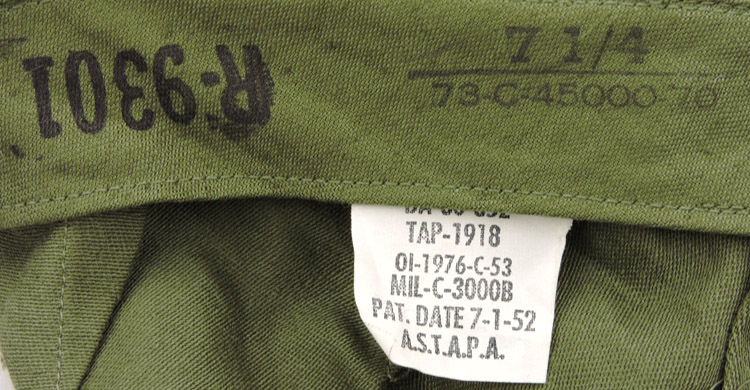 R-9301
7 1/4
73-C-45000-70
TAP-1918
OI-1976-C-53
MIL-C-3000B
PAT. DATE 7-1-52
A.S.T.A.P.A.